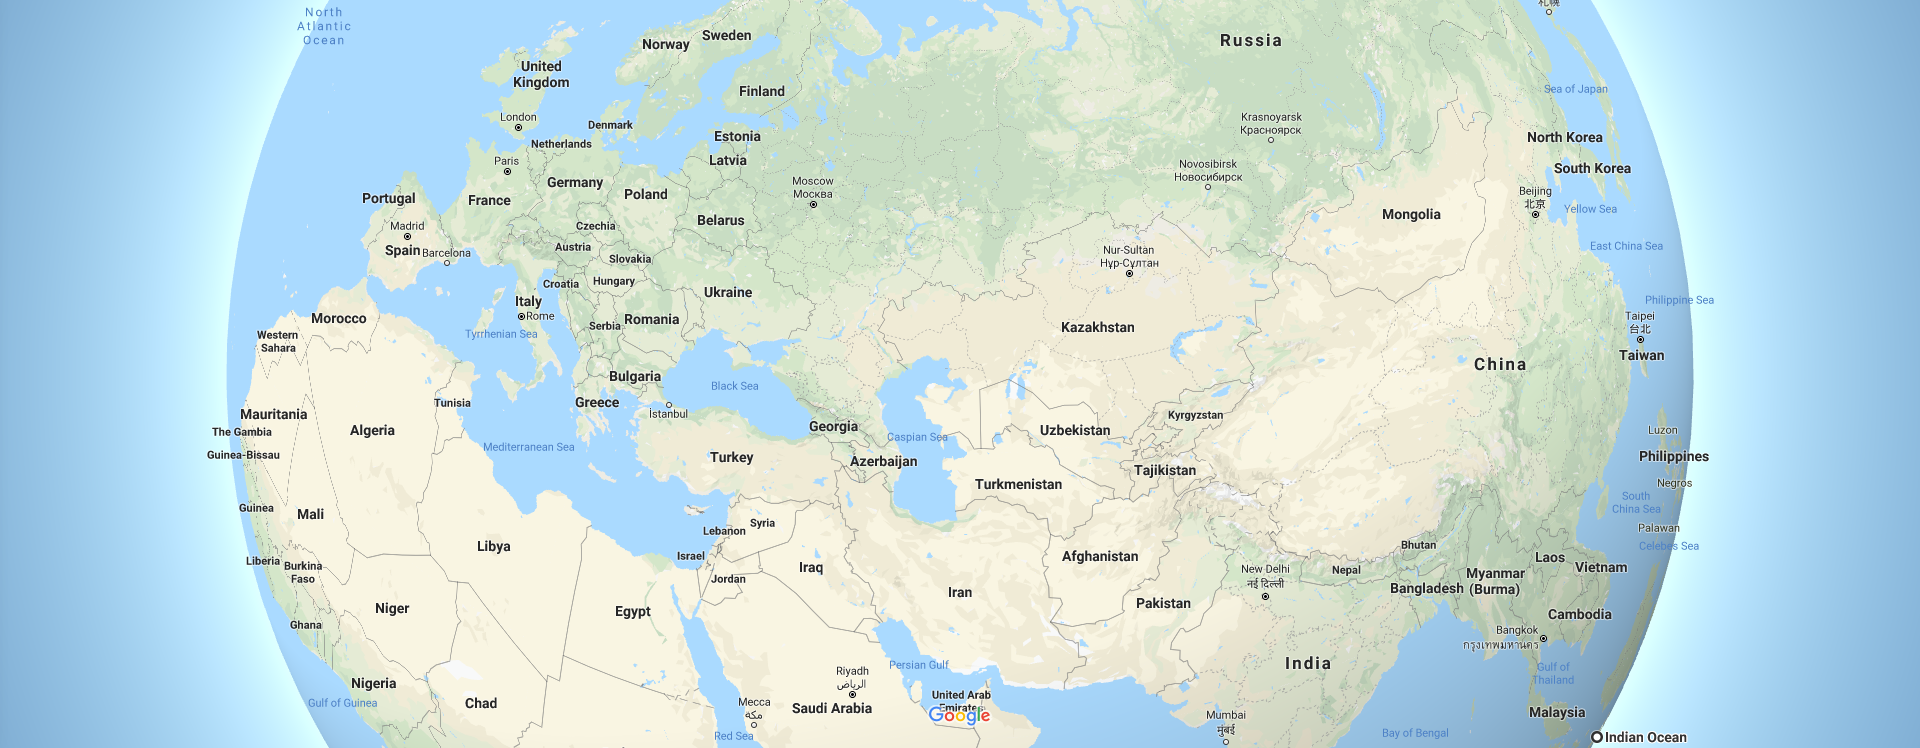 North
Atlantic
Ocean
札幌
Norway
Sweden
Russia
United
Kingdom
Finland
Sea of Japan
London
Denmark
Krasnoyarsk
Красноярск
Estonia
Netherlands
North Korea
Latvia
Paris
Novosibirsk
Новосибирск
South Korea
Germany
Moscow
Москва
Poland
Beijing
北京
Portugal
France
Yellow Sea
Belarus
Mongolia
Madrid
Czechia
Spain
Barcelona
Austria
East China Sea
Nur-Sultan
Нұр-Сұлтан
Slovakia
Croatia
Hungary
Ukraine
Italy
Philippine Sea
Rome
Morocco
Romania
Serbia
Taipei
台北
Kazakhstan
Tyrrhenian Sea
Western
Sahara
Taiwan
China
Bulgaria
Black Sea
Tunisia
Greece
İstanbul
Mauritania
Kyrgyzstan
Georgia
The Gambia
Algeria
Uzbekistan
Luzon
Caspian Sea
Mediterranean Sea
Guinea-Bissau
Turkey
Azerbaijan
Philippines
Tajikistan
Turkmenistan
Negros
South
China Sea
Guinea
Mali
Syria
Lebanon
Palawan
Libya
Bhutan
Celebes Sea
Israel
Afghanistan
Laos
Liberia
Burkina
Faso
Iraq
New Delhi
नई दिल्ली
Nepal
Vietnam
Jordan
Myanmar
(Burma)
Bangladesh
Iran
Niger
Egypt
Pakistan
Cambodia
Ghana
Bangkok
กรุงเทพมหานคร
Persian Gulf
India
Gulf of
Thailand
Riyadh
الرياض
Nigeria
United Arab
Emirates
Gulf of Guinea
Chad
Mecca
مكة
Saudi Arabia
Google
Mumbai
मुंबई
Malaysia
Red Sea
Bay of Bengal
Indian Ocean